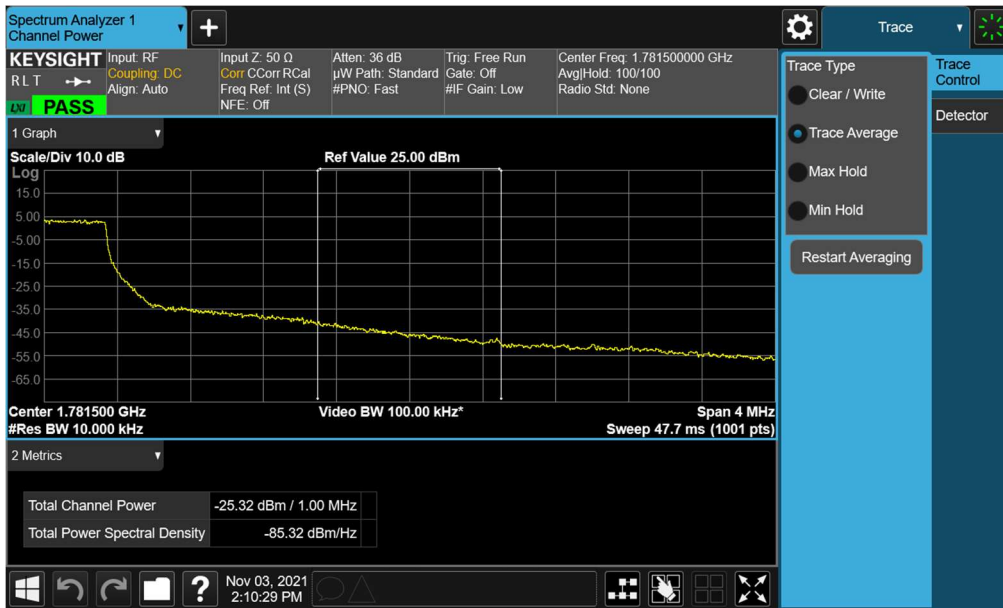 Spectrum Analyzer 1
Channel Power
Trace
KEYSIGHT
RLT
LXI
PASS
Input: RF
Coupling: DC
Align: Auto
Input Z: 50 Ω
Corr CCorr RCal
Freq Ref: Int (S)
NFE: Off
Atten: 36 dB
µW Path: Standard
#PNO: Fast
Trig: Free Run
Gate: Off
#IF Gain: Low
Center Freq: 1.781500000 GHz
Avg|Hold: 100/100
Radio Std: None
Trace Type
Clear / Write
Trace Average
Max Hold
Min Hold
Restart Averaging
Trace
Control
Detector
1 Graph
Scale/Div 10.0 dB
Ref Value 25.00 dBm
Log
15.0
5.00
-5.00
-15.0
-25.0
-35.0
-45.0
-55.0
-65.0
Center 1.781500 GHz
Video BW 100.00 kHz*
Span 4 MHz
#Res BW 10.000 kHz
Sweep 47.7 ms (1001 pts)
2 Metrics
Total Channel Power -25.32 dBm / 1.00 MHz
Total Power Spectral Density -85.32 dBm/Hz
?
Nov 03, 2021
2:10:29 PM